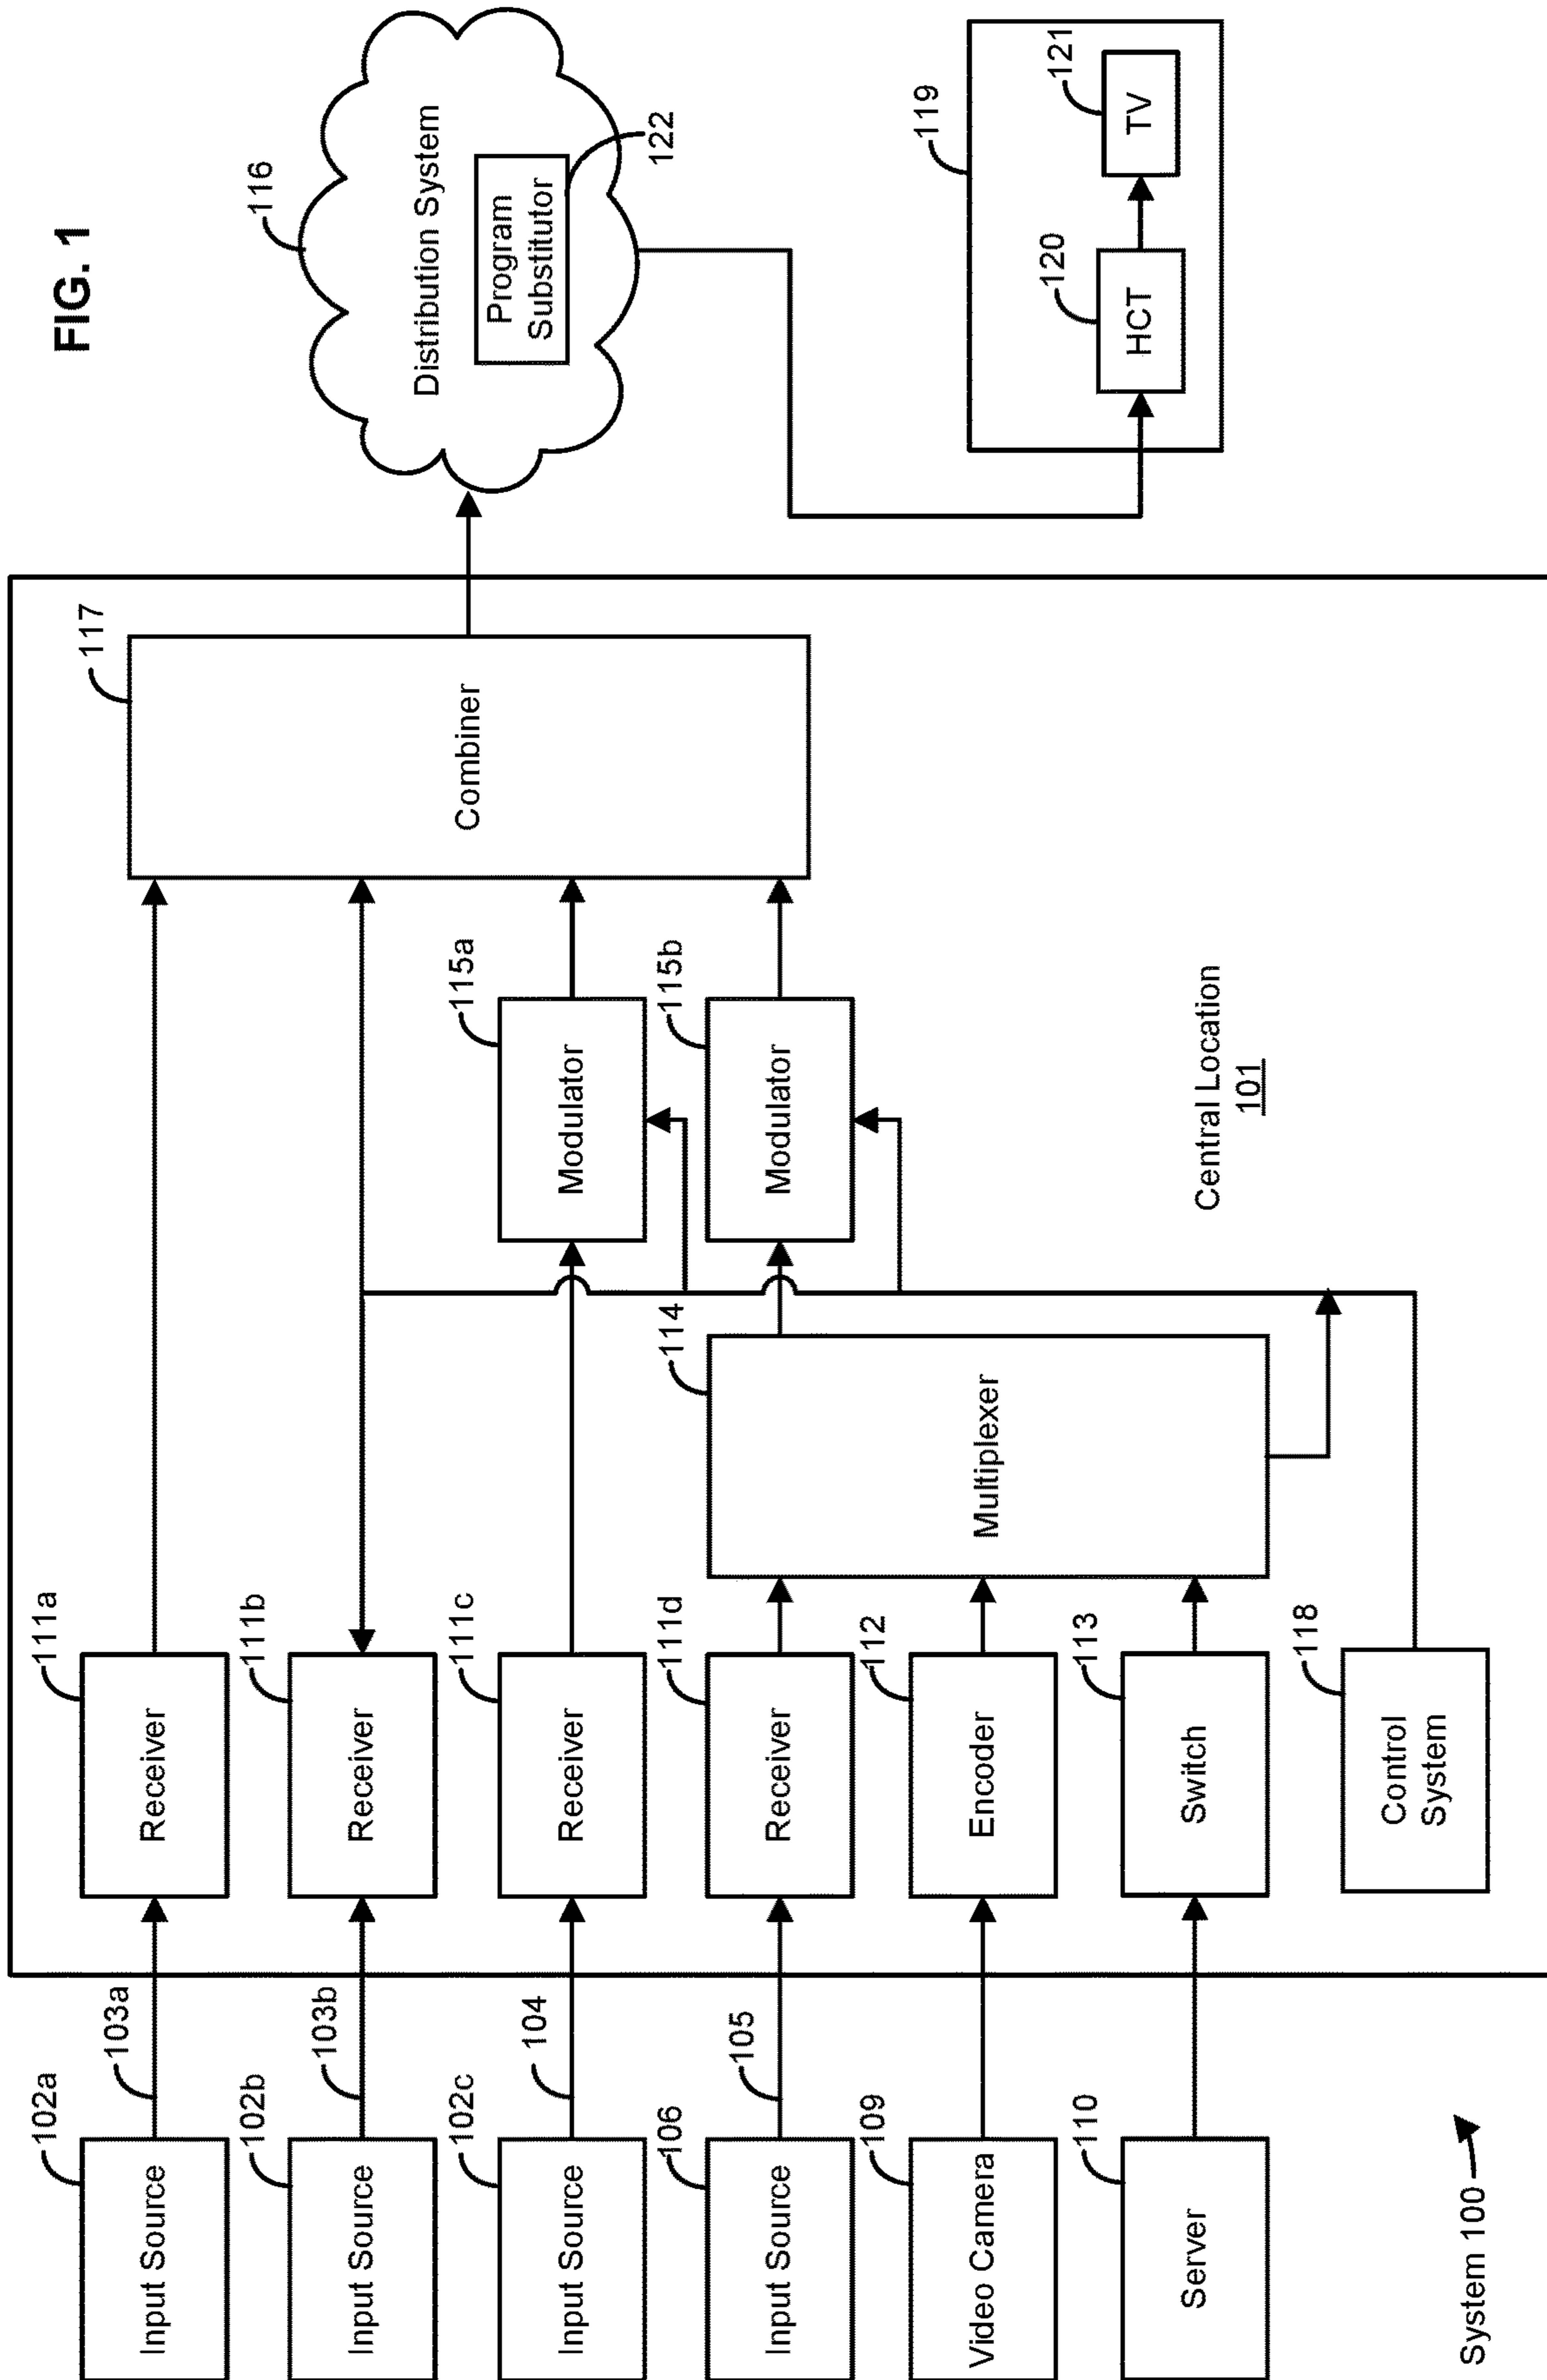 FIG. 1
116
Distribution System
Program
Substitutor
122
119
120
HCT
121
TV
117
Combiner
115a
Modulator
115b
Modulator
114
Multiplexer
Central Location
101
111a
Receiver
111b
Receiver
111c
Receiver
111d
Receiver
112
Encoder
113
Switch
118
Control
System
103a
103b
104
105
102a
Input Source
102b
Input Source
102c
Input Source
106
Input Source
109
Video Camera
110
Server
System 100